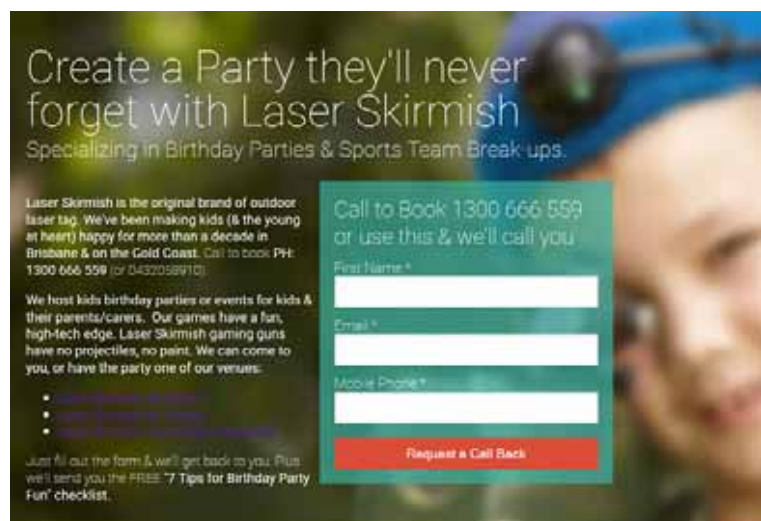 Create a Party they'll never
forget with Laser Skirmish
Specializing in Birthday Parties & Sports Team Break-ups.
Laser Skirmish is the original brand of outdoor
laser tag. We've been making kids (& the young
at heart) happy for more than a decade in
Brisbane & on the Gold Coast. Call to book PH:
1300 666 559 (or 0432058910)
We host kids birthday parties or events for kids &
their parents/carers. Our games have a fun,
high-tech edge. Laser Skirmish gaming guns
have no projectiles, no paint. We can come to
you, or have the party one of our venues:
Just fill out the form & we'll get back to you. Plus
we'll send you the FREE "7 Tips for Birthday Party
Fun" checklist.
Call to Book 1300 666 559
or use this & we'll call you
First Name *
Email *
Mobile Phone *
Request a Call Back